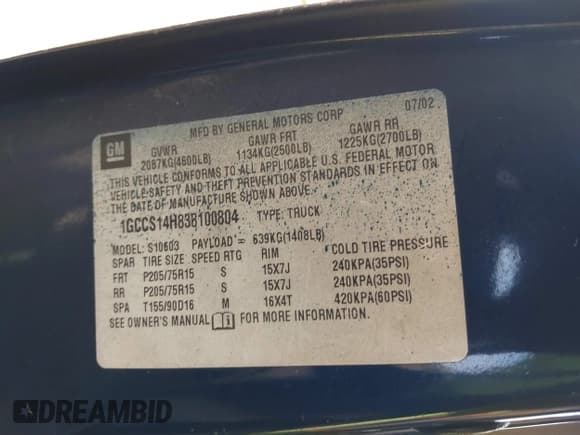 07/02
MFD BY GENERAL MOTORS CORP
GM
GVWR GAWR FRT GAWR RR
2087KG(4600LB) 1134KG(2500LB) 1225KG(2700LB)
THIS VEHICLE CONFORMS TO ALL APPLICABLE U.S. FEDERAL MOTOR
VEHICLE SAFETY AND THEFT PREVENTION STANDARDS IN EFFECT ON
THE DATE OF MANUFACTURE SHOWN ABOVE.
1GCCS14H838100804 TYPE: TRUCK
MODEL: S10603 PAYLOAD = 639KG(1408LB)
SPAR TIRE SIZE SPEED RTG RIM COLD TIRE PRESSURE
FRT P205/75R15 S 15X7J 240KPA(35PSI)
RR P205/75R15 S 15X7J 240KPA(35PSI)
SPA T155/90D16 M 16X4T 420KPA(60PSI)
SEE OWNER'S MANUAL FOR MORE INFORMATION.
DREAMBID